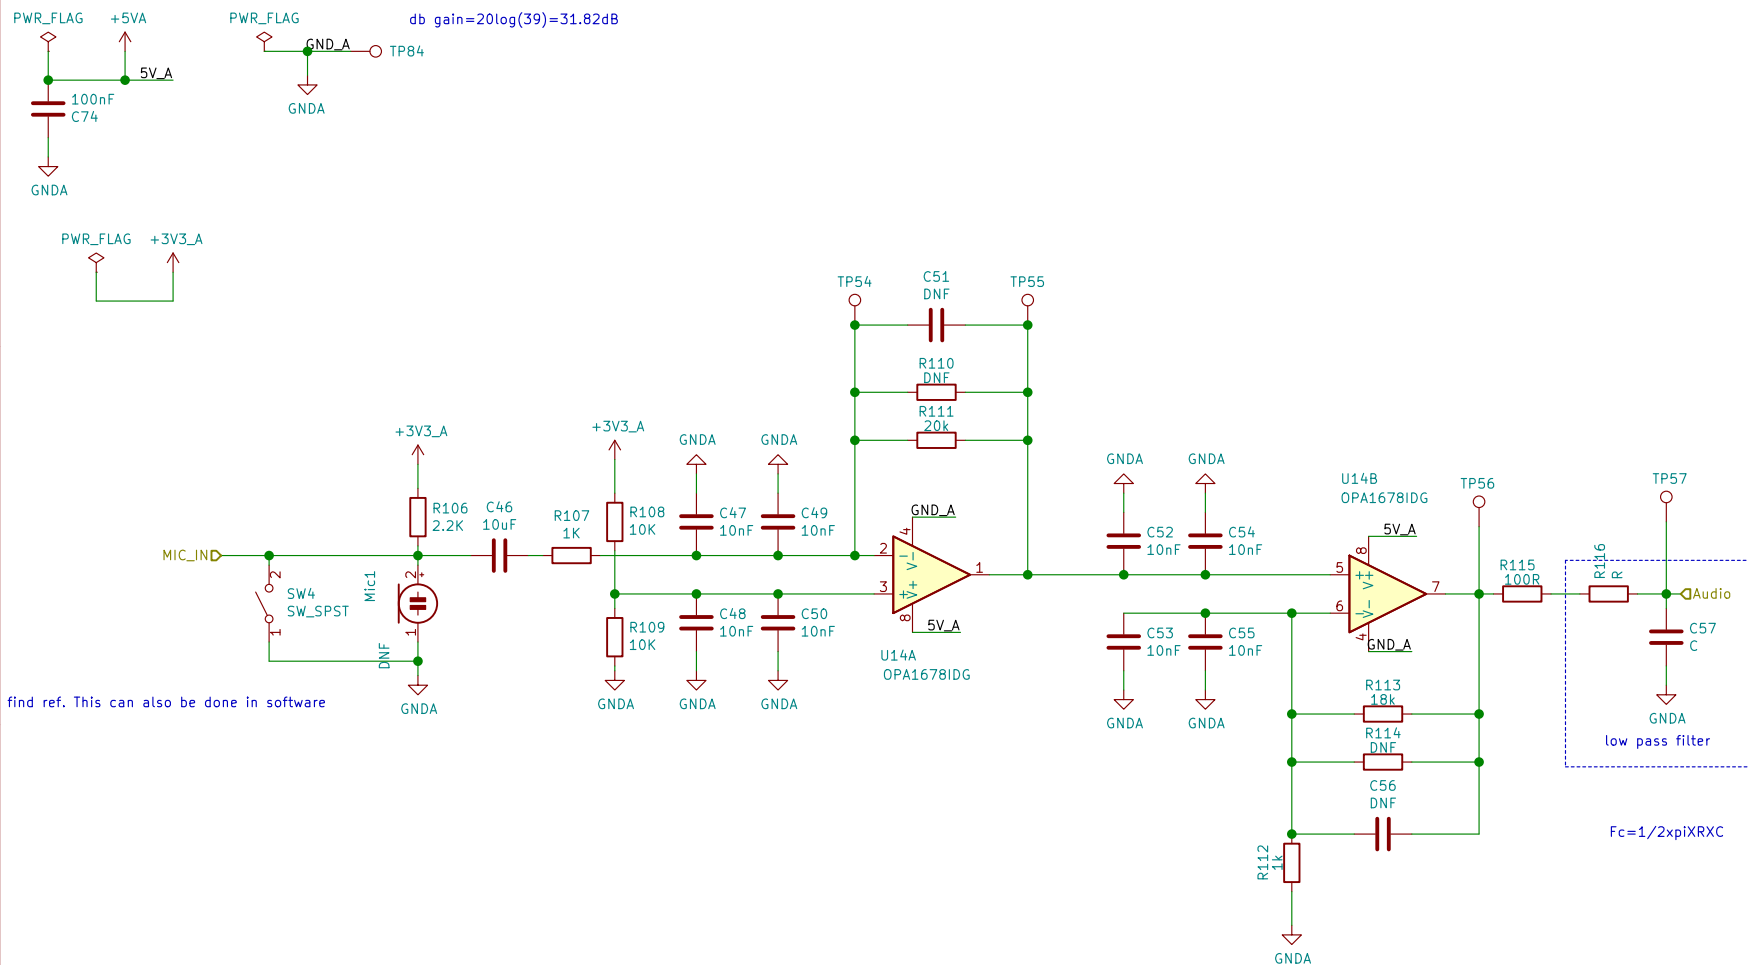 PWR_FLAG
+5VA
PWR_FLAG
db gain=20log(39)=31.82dB
GND_A
TP84
5V_A
100nF
C74
GNDA
GNDA
PWR_FLAG
+3V3_A
TP54
C51
DNF
TP55
R110
DNF
R111
20k
+3V3_A
+3V3_A
GNDA
GNDA
R106
2.2K
C46
10uF
R107
1K
R108
10K
C47
10nF
C49
10nF
GND_A
4
MIC_IN
2
V-
3
V+
1
8
5V_A
U14A
OPA1678IDG
2
SW4
SW_SPST
1
Mic1
2
+
1
DNF
GNDA
R109
10K
C48
10nF
C50
10nF
GNDA
GNDA
GNDA
find ref. This can also be done in software
GNDA
GNDA
C52
10nF
C54
10nF
C53
10nF
C55
10nF
GNDA
GNDA
U14B
OPA1678IDG
5V_A
8
5
V+
6
V-
7
4
GND_A
TP56
R115
100R
R116
R
TP57
Audio
C57
C
GNDA
low pass filter
R113
18k
R114
DNF
C56
DNF
R112
1k
GNDA
Fc=1/2xpiXRXC